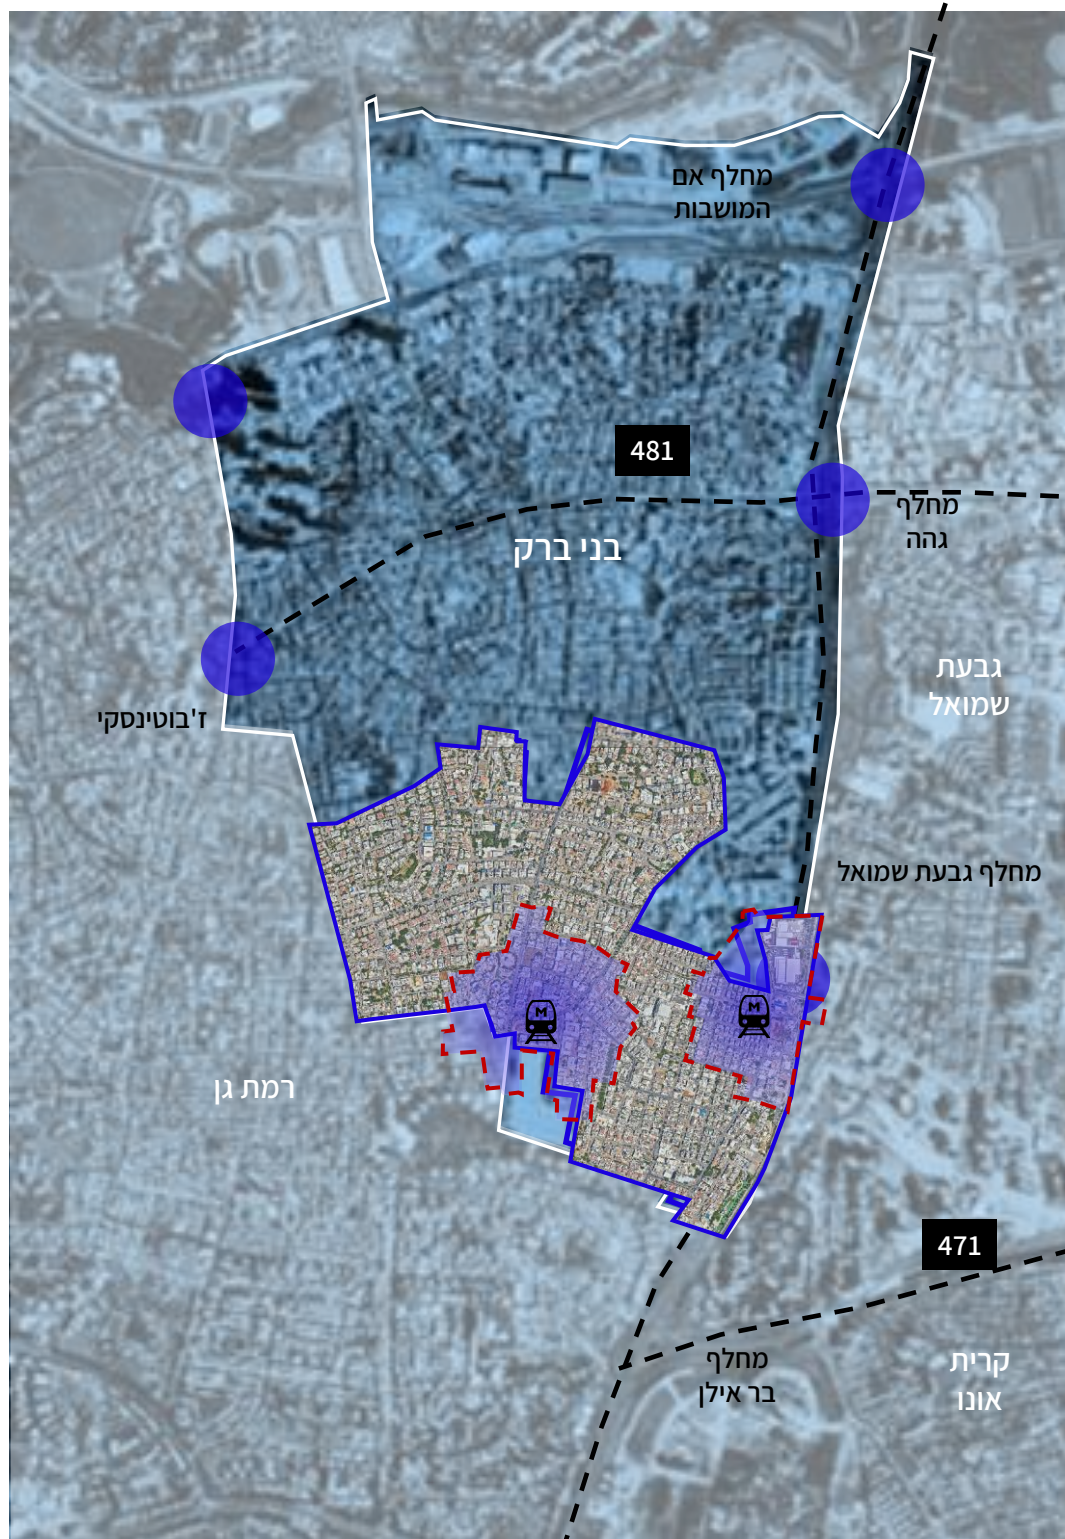 מחלף אם
המושבות
481
מחלף
גהה
בני ברק
גבעת
שמואל
ז'בוטינסקי
מחלף גבעת שמואל
M
M
רמת גן
471
מחלף
בר אילן
קרית
אונו